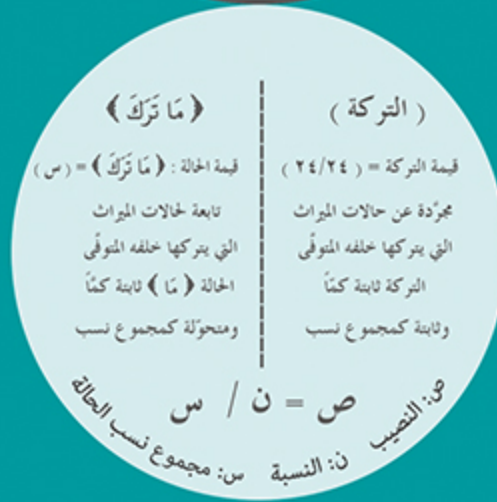 ( التركة )
قيمة التركة = ( ٢٤/٢٤ )
مجرّدة عن حالات الميراث
التي يتركها خلفه المتوفّى
التركة ثابتة كمّاً
وثابتة كمجموع نسب
﴿ مَا تَرَكَ ﴾
قيمة الحالة : ﴿ مَا تَرَكَ ﴾ = ( س )
تابعة لحالات الميراث
التي يتركها خلفه المتوفّى
الحالة ﴿ مَا ﴾ ثابتة كمّاً
ومتحوّلة كمجموع نسب
ص = ن / س
ص: النصيب ن: النسبة س: مجموع نسب الحالة